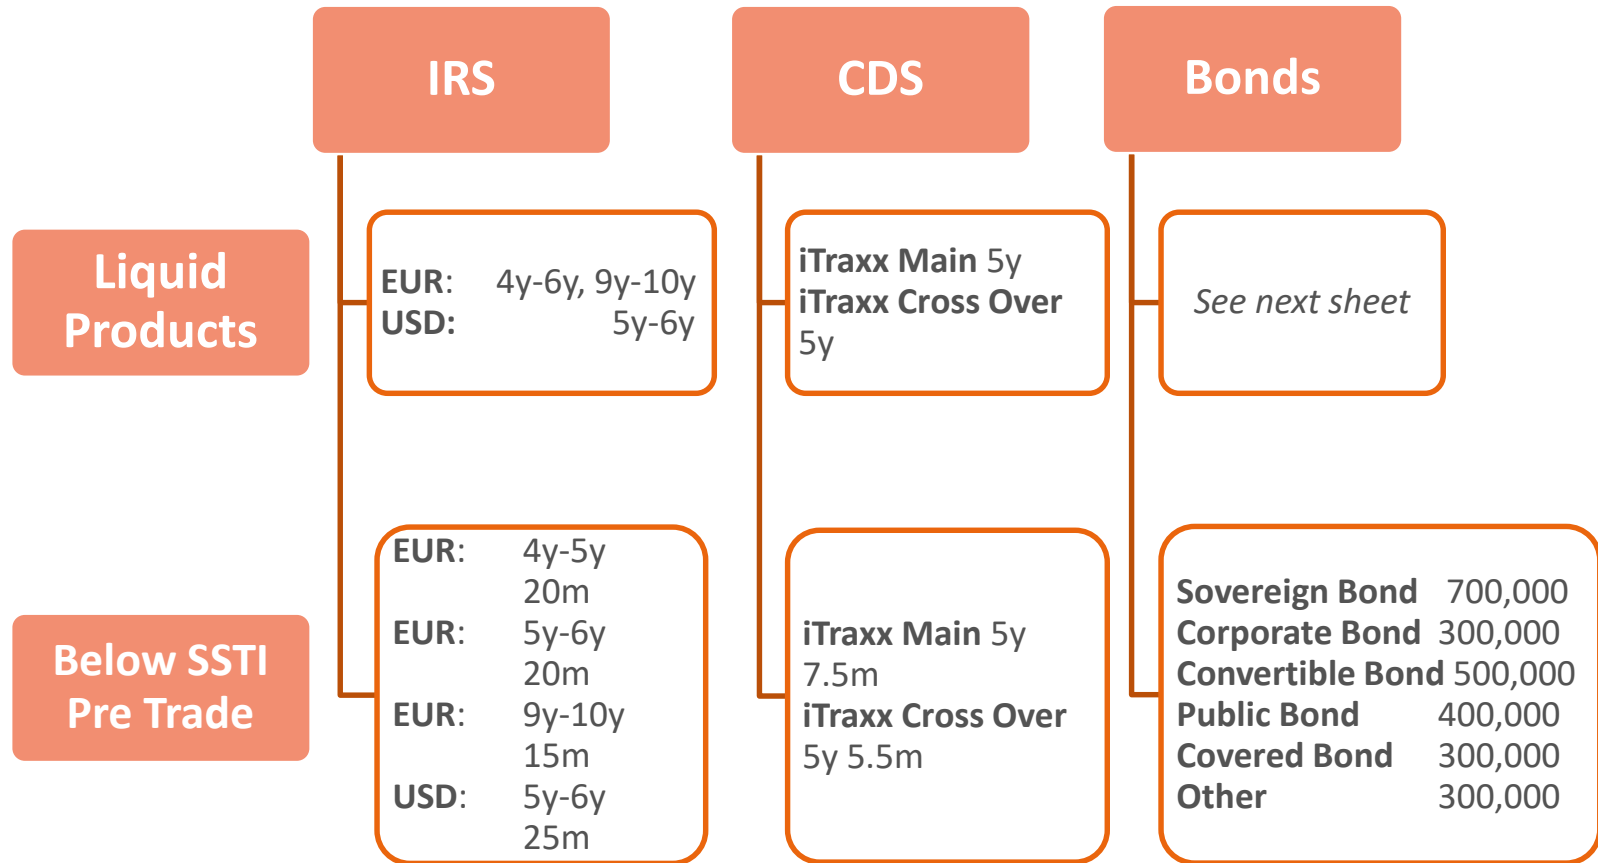 IRS
CDS
Bonds
Liquid
Products
EUR: 4y-6y, 9y-10y
USD: 5y-6y
iTraxx Main 5y
iTraxx Cross Over
5y
See next sheet
Below SSTI
Pre Trade
EUR: 4y-5y
20m
EUR: 5y-6y
20m
EUR: 9y-10y
15m
USD: 5y-6y
25m
iTraxx Main 5y
7.5m
iTraxx Cross Over
5y 5.5m
Sovereign Bond 700,000
Corporate Bond 300,000
Convertible Bond 500,000
Public Bond 400,000
Covered Bond 300,000
Other 300,000